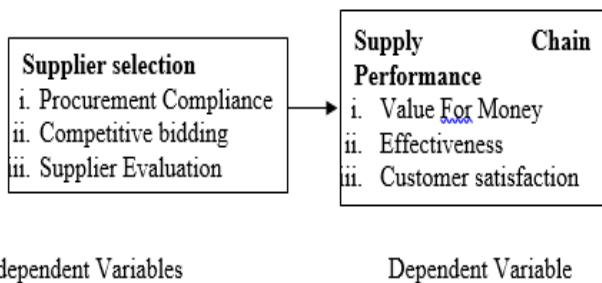 Supplier selection
i. Procurement Compliance
ii. Competitive bidding
iii. Supplier Evaluation
Supply Chain
Performance
i. Value For Money
ii. Effectiveness
iii. Customer satisfaction
dependent Variables
Dependent Variable